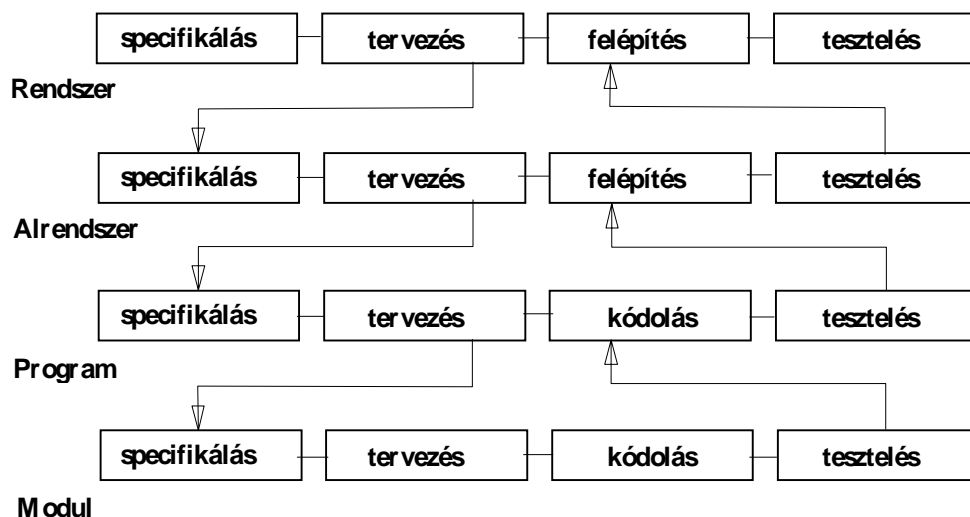 specifikálás tervezés felépítés tesztelés
Rendszer
specifikálás tervezés felépítés tesztelés
Alrendszer
specifikálás tervezés kódolás tesztelés
Program
specifikálás tervezés kódolás tesztelés
Modul